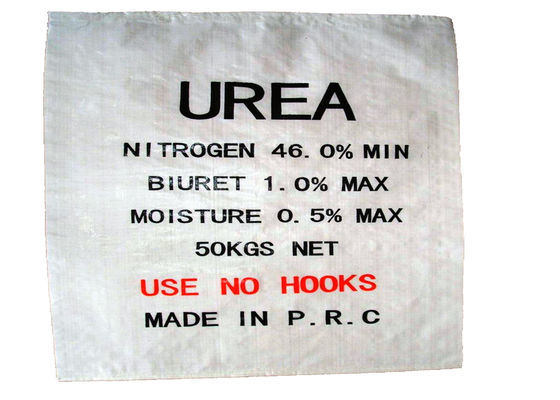 UREA
NITROGEN 46.0% MIN
BIURET 1.0% MAX
MOISTURE 0.5% MAX
50KGS NET
USE NO HOOKS
MADE IN P.R.C